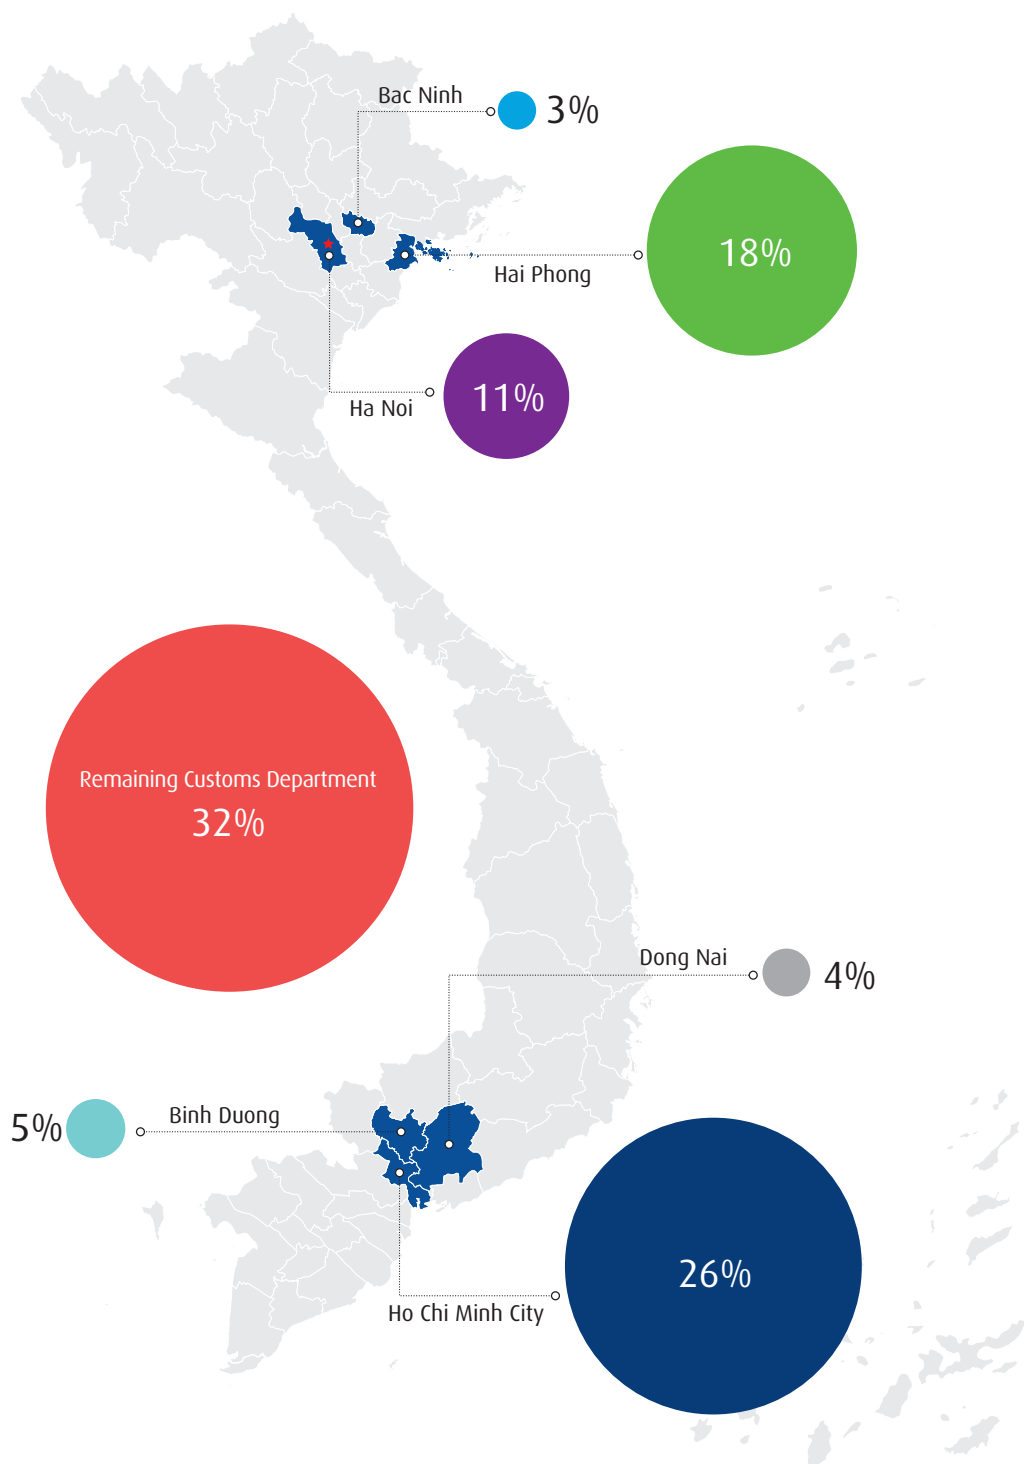 Bac Ninh
3%
18%
Hai Phong
11%
Ha Noi
Remaining Customs Department
32%
Dong Nai
4%
Binh Duong
5%
26%
Ho Chi Minh City